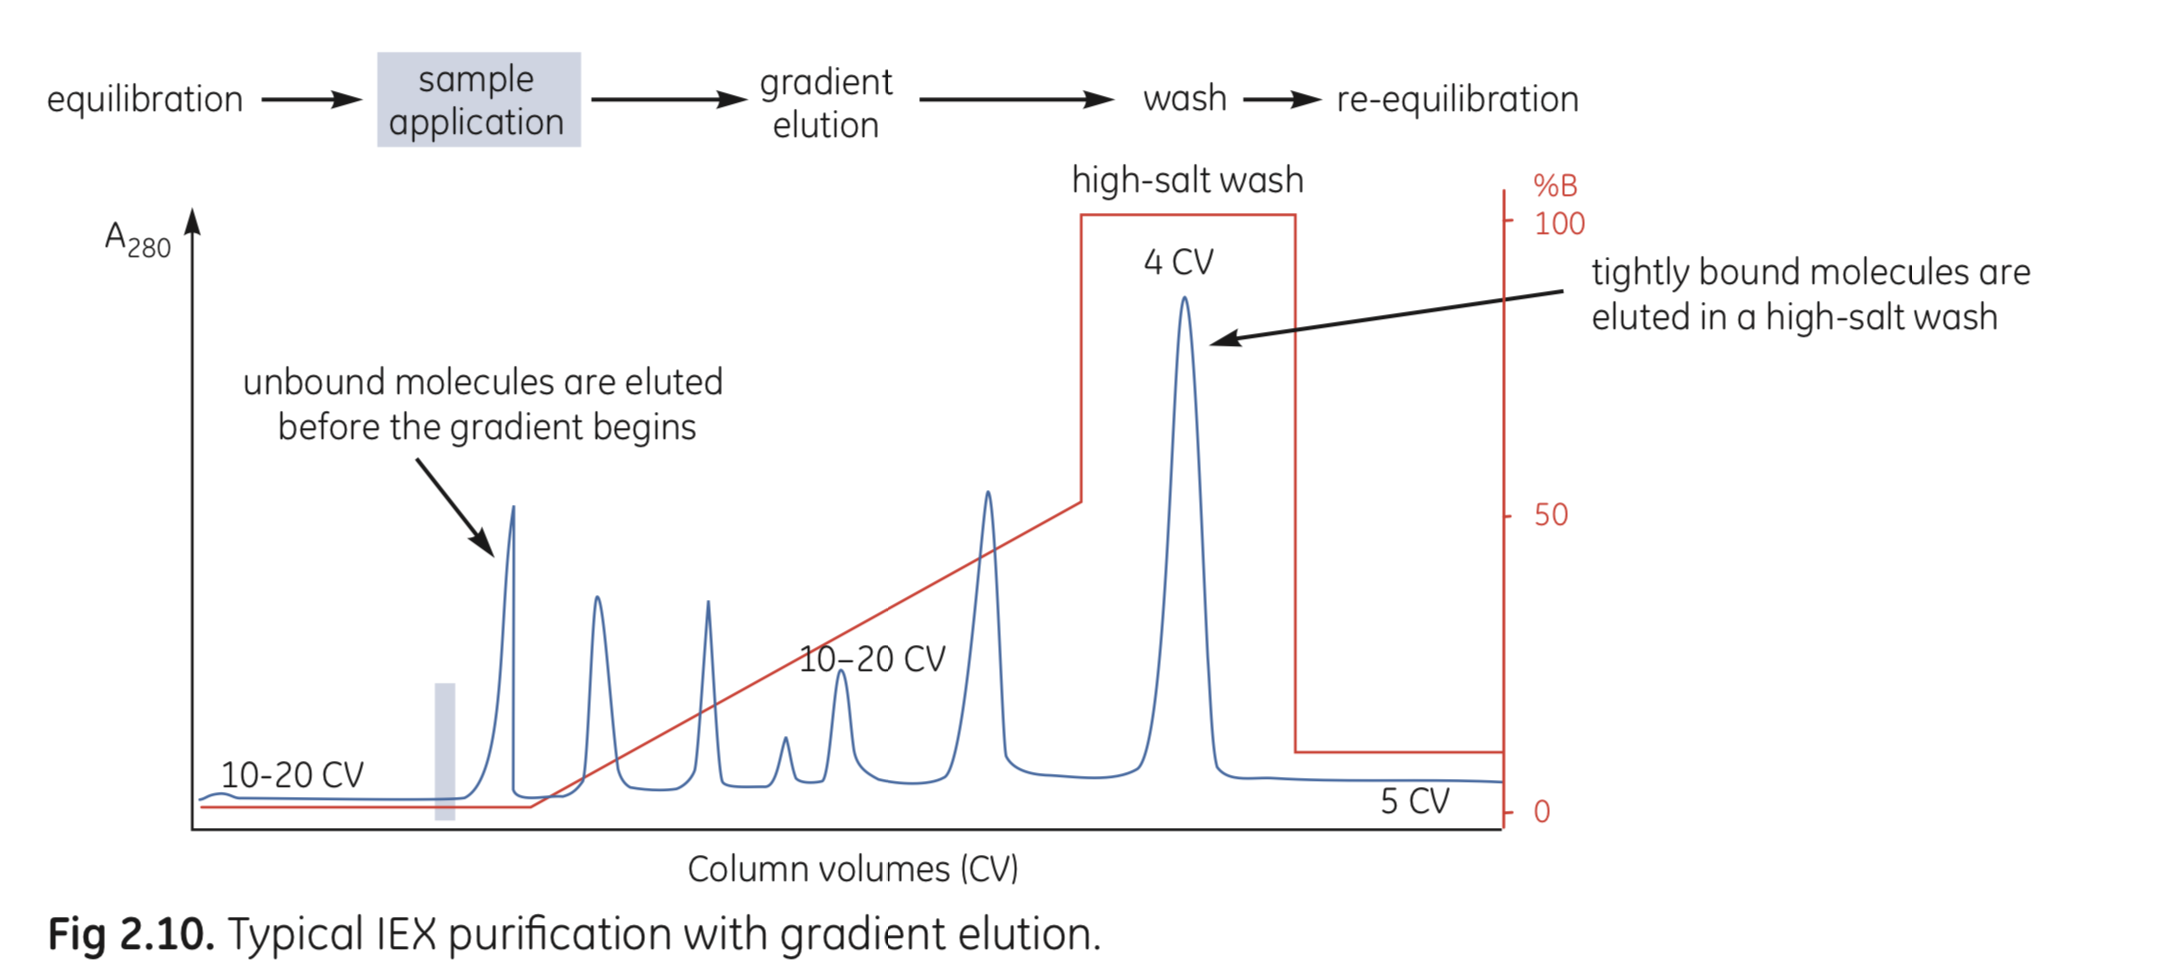 equilibration
sample
application
gradient
elution
wash
re-equilibration
high-salt wash
%B
100
A280
4 CV
tightly bound molecules are
eluted in a high-salt wash
unbound molecules are eluted
before the gradient begins
50
10–20 CV
10-20 CV
5 CV
0
Column volumes (CV)
Fig 2.10. Typical IEX purification with gradient elution.